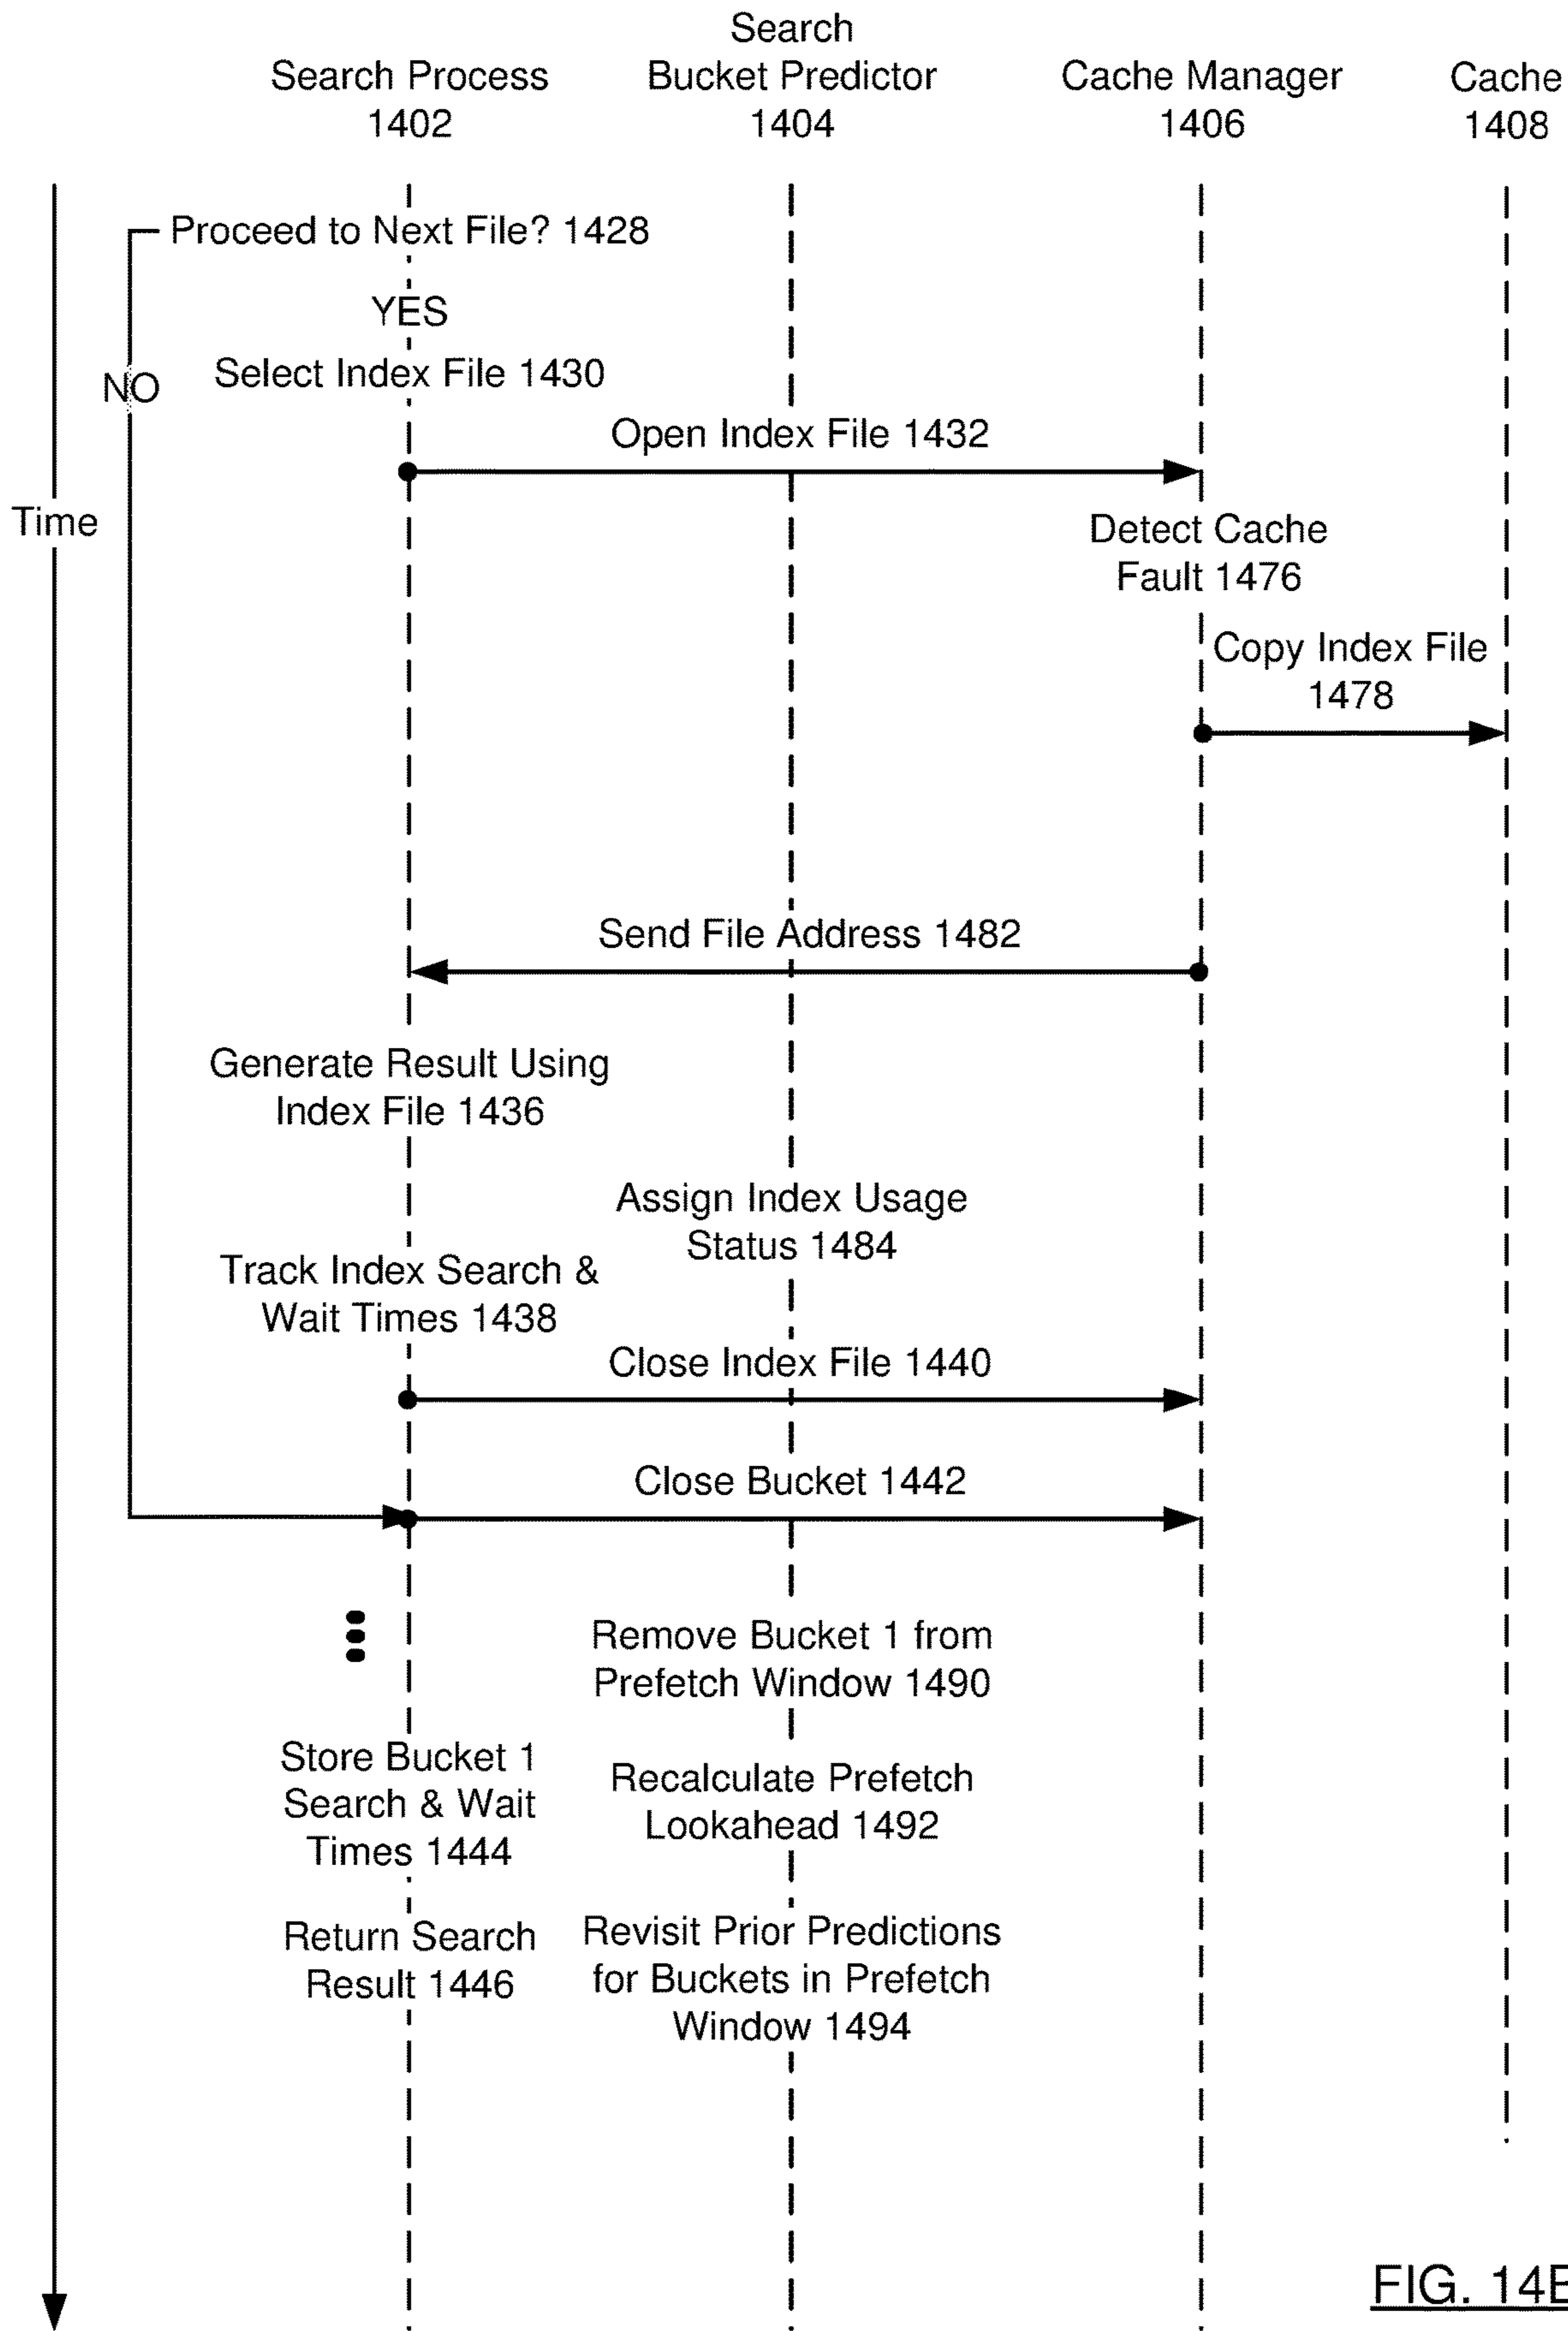 Search Process
1402
Search
Bucket Predictor
1404
Cache Manager
1406
Cache
1408
Proceed to Next File? 1428
YES
NO
Select Index File 1430
Open Index File 1432
Time
Detect Cache
Fault 1476
Copy Index File
1478
Send File Address 1482
Generate Result Using
Index File 1436
Assign Index Usage
Status 1484
Track Index Search &
Wait Times 1438
Close Index File 1440
Close Bucket 1442
Remove Bucket 1 from
Prefetch Window 1490
Store Bucket 1
Search & Wait
Times 1444
Recalculate Prefetch
Lookahead 1492
Return Search
Result 1446
Revisit Prior Predictions
for Buckets in Prefetch
Window 1494
FIG.